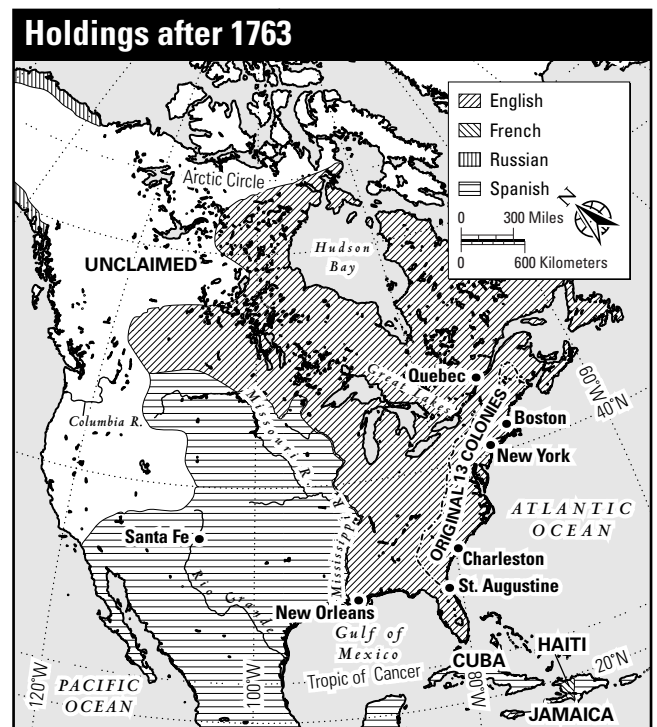 Holdings after 1763
English
French
Russian
Spanish
N
0 300 Miles
0 600 Kilometers
Arctic Circle
UNCLAIMED
Hudson
Bay
Quebec
Great Lakes
60°W
40°N
Columbia R.
Missouri R.
ORIGINAL 13 COLONIES
Boston
New York
ATLANTIC
OCEAN
Santa Fe
Mississippi R.
Charleston
Rio Grande
St. Augustine
New Orleans
Gulf of
Mexico
Tropic of Cancer
CUBA
HAITI
20°N
120°W
PACIFIC
OCEAN
100°W
80°W
JAMAICA